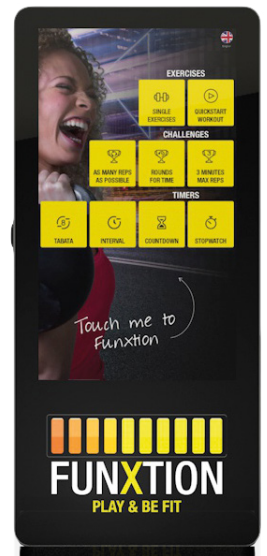 EXERCISES
SINGLE
EXERCISES
QUICKSTART
WORKOUT
CHALLENGES
AS MANY REPS
AS POSSIBLE
ROUNDS
FOR TIME
3 MINUTES
MAX REPS
TIMERS
TABATA
INTERVAL
COUNTDOWN
STOPWATCH
Touch me to
Funxtion
FUNXTION
PLAY & BE FIT